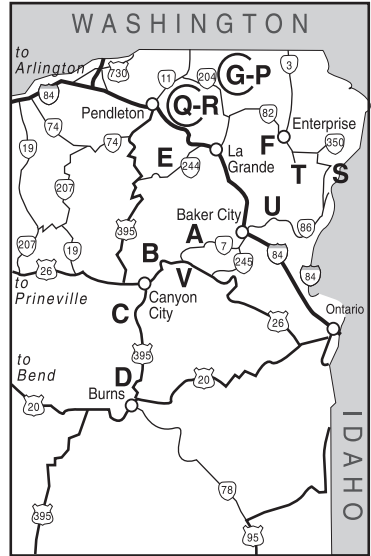 WASHINGTON
to
Arlington
730
11
204
G-P
3
84
Pendleton
Q-R
82
Enterprise
74
19
74
F
350
E
La
Grande
T
S
244
207
U
Baker City
395
A
86
207
19
B
7
84
26
245
V
84
to
Prineville
Canyon
City
C
Ontario
26
395
to
Bend
D
20
Burns
20
IDAHO
78
395
95